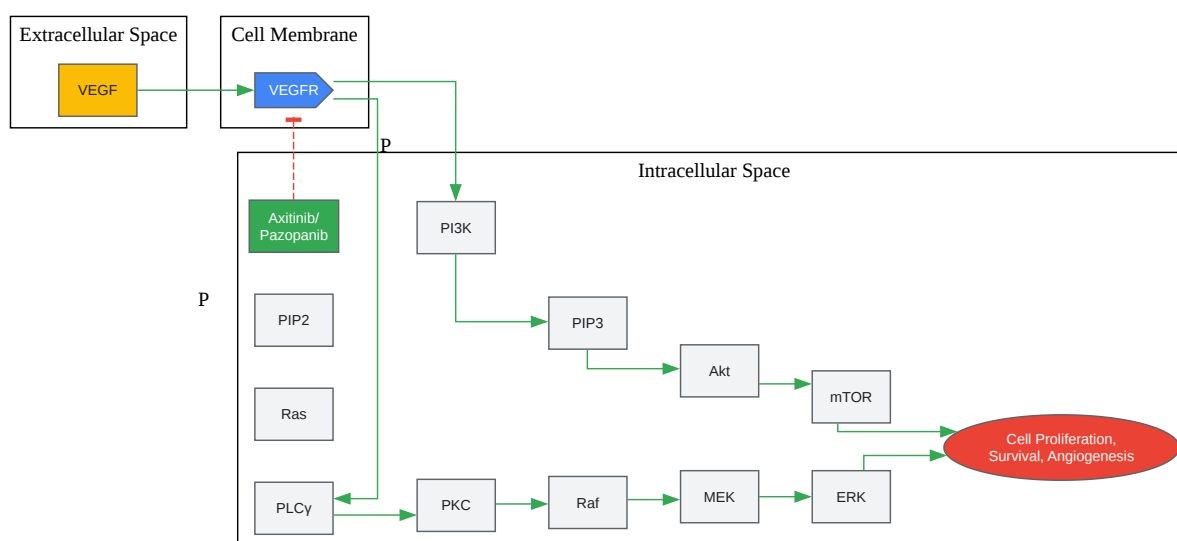 Extracellular Space
Cell Membrane
VEGF
VEGFR
P
Intracellular Space
Axitinib/
Pazopanib
PI3K
P
PIP2
PIP3
Akt
mTOR
Ras
Cell Proliferation,
Survival, Angiogenesis
PLCγ
PKC
Raf
MEK
ERK